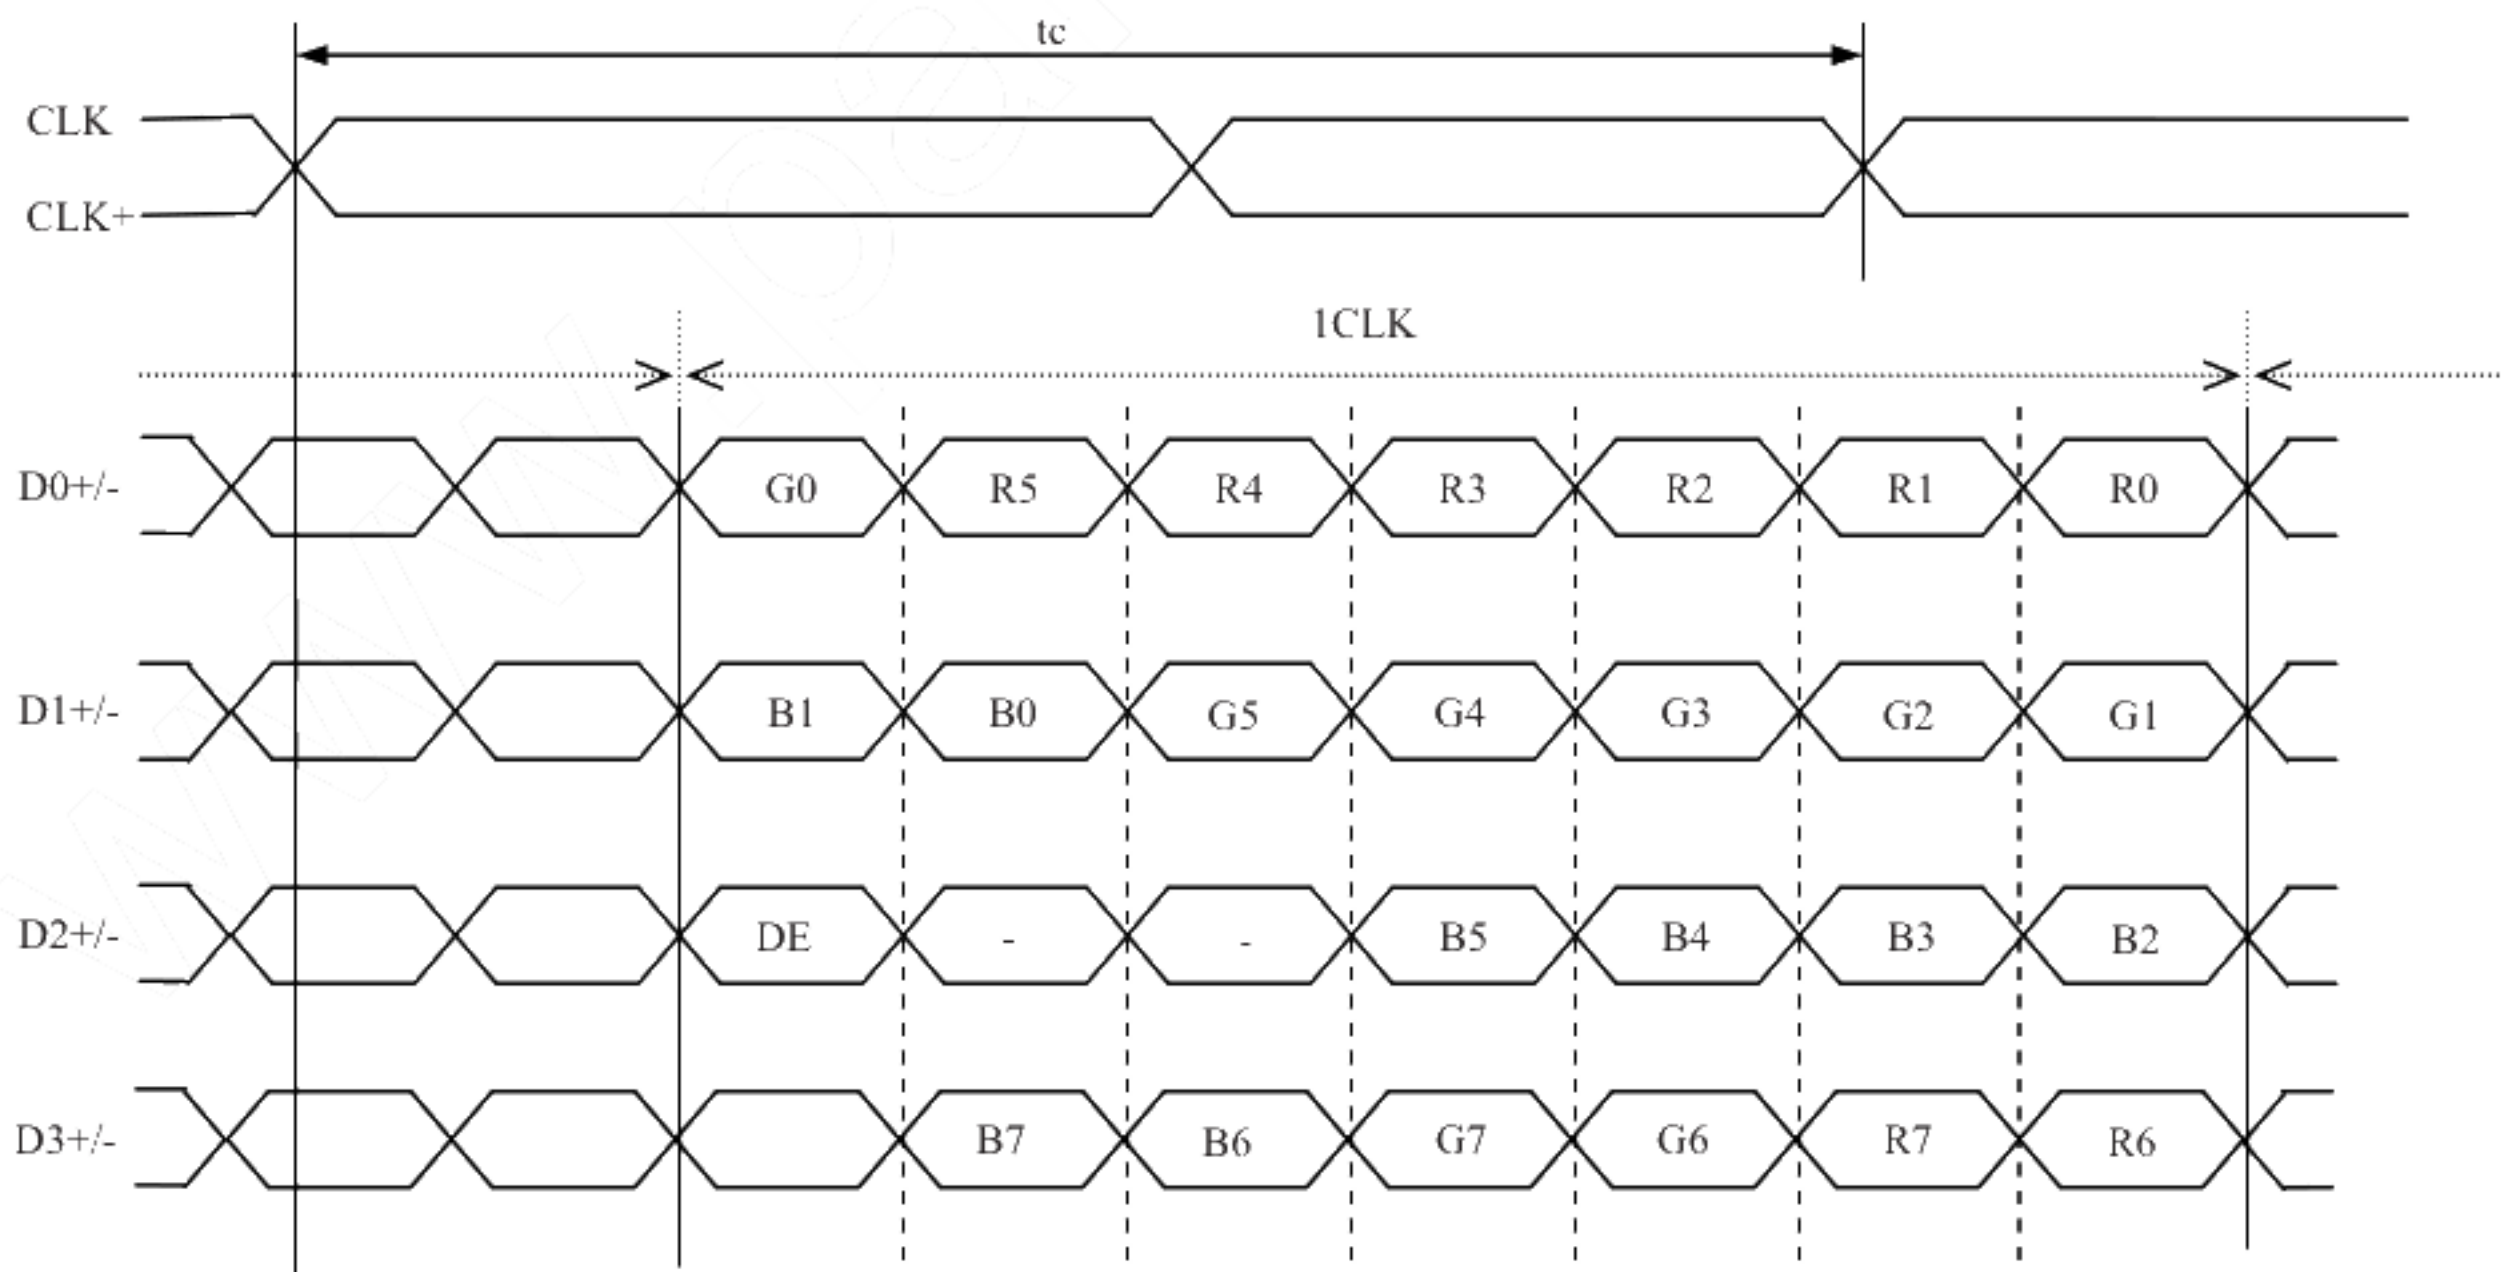 tc
CLK
CLK+
1CLK
D0+/- G0 R5 R4 R3 R2 R1 R0
D1+/- B1 B0 G5 G4 G3 G2 G1
D2+/- DE - - B5 B4 B3 B2
D3+/- B7 B6 G7 G6 R7 R6